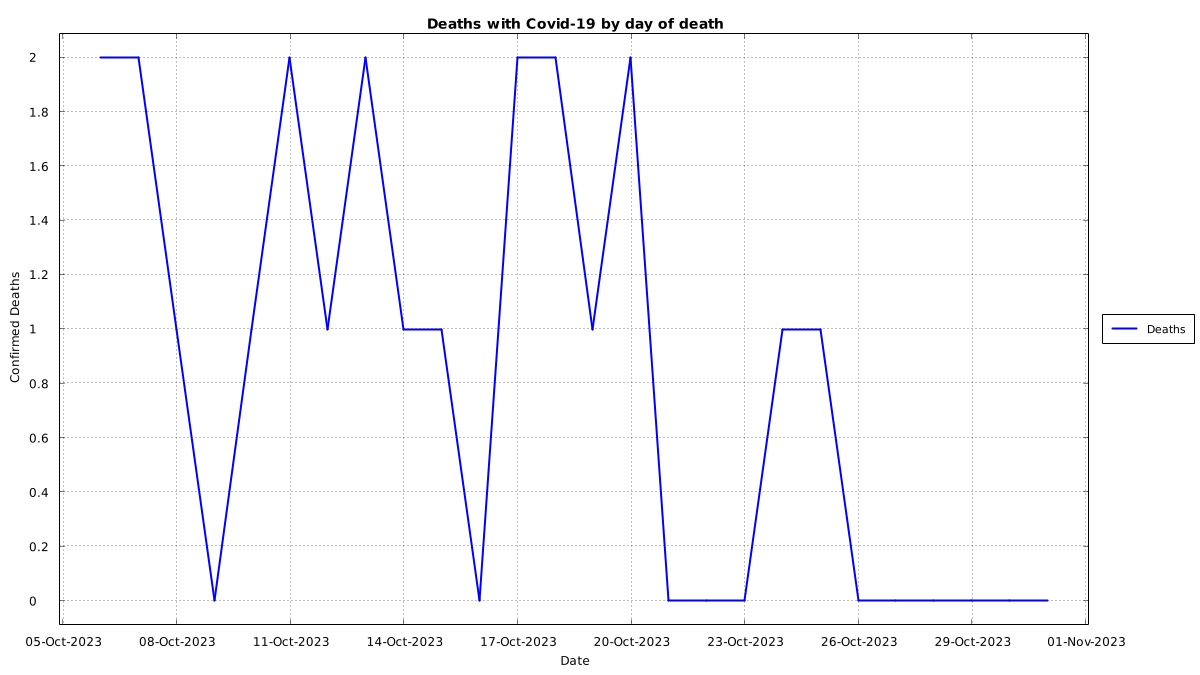 Deaths with Covid-19 by day of death
Confirmed Deaths
2
1.8
1.6
1.4
1.2
1
0.8
0.6
0.4
0.2
0
05-Oct-2023 08-Oct-2023 11-Oct-2023 14-Oct-2023 17-Oct-2023 20-Oct-2023 23-Oct-2023 26-Oct-2023 29-Oct-2023 01-Nov-2023
Date
Deaths